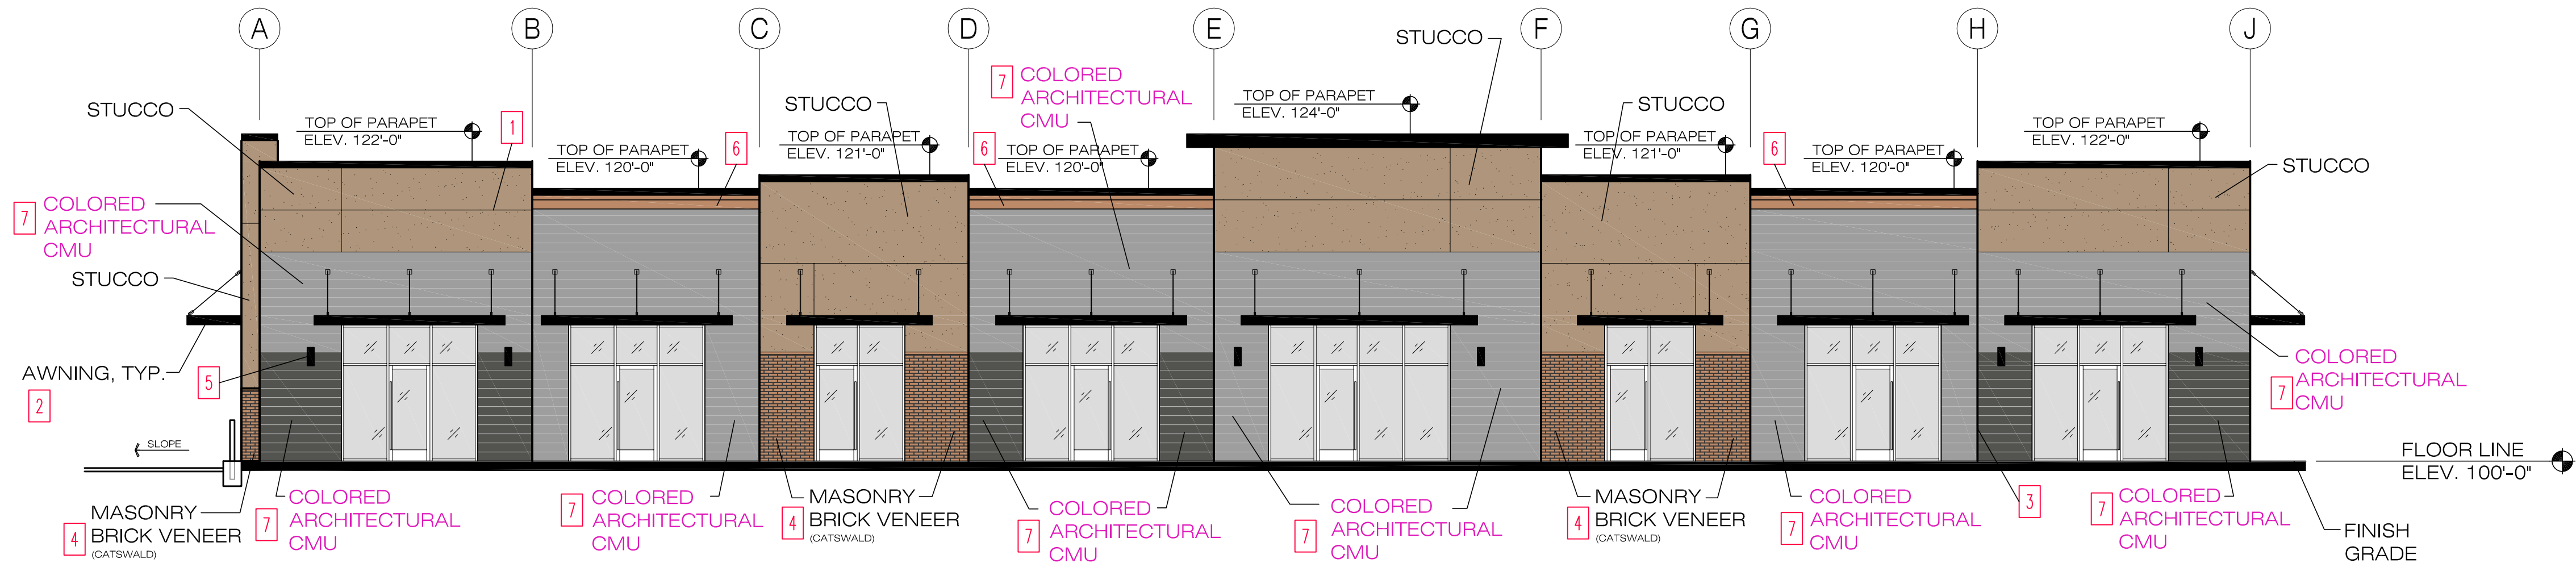 A
B
C
D
E
F
G
H
J
STUCCO
TOP OF PARAPET
ELEV. 122'-0"
1
TOP OF PARAPET
ELEV. 120'-0"
6
STUCCO
TOP OF PARAPET
ELEV. 121'-0"
7
COLORED
ARCHITECTURAL
CMU
6
TOP OF PARAPET
ELEV. 120'-0"
TOP OF PARAPET
ELEV. 124'-0"
STUCCO
STUCCO
TOP OF PARAPET
ELEV. 121'-0"
6
TOP OF PARAPET
ELEV. 120'-0"
TOP OF PARAPET
ELEV. 122'-0"
STUCCO
7
COLORED
ARCHITECTURAL
CMU
STUCCO
AWNING, TYP.
2
5
SLOPE
COLORED
ARCHITECTURAL
CMU
7
FLOOR LINE
ELEV. 100'-0"
4
MASONRY
BRICK VENEER
(CATSWALD)
7
COLORED
ARCHITECTURAL
CMU
7
COLORED
ARCHITECTURAL
CMU
4
MASONRY
BRICK VENEER
(CATSWALD)
7
COLORED
ARCHITECTURAL
CMU
7
COLORED
ARCHITECTURAL
CMU
4
MASONRY
BRICK VENEER
(CATSWALD)
7
COLORED
ARCHITECTURAL
CMU
3
7
COLORED
ARCHITECTURAL
CMU
FINISH
GRADE